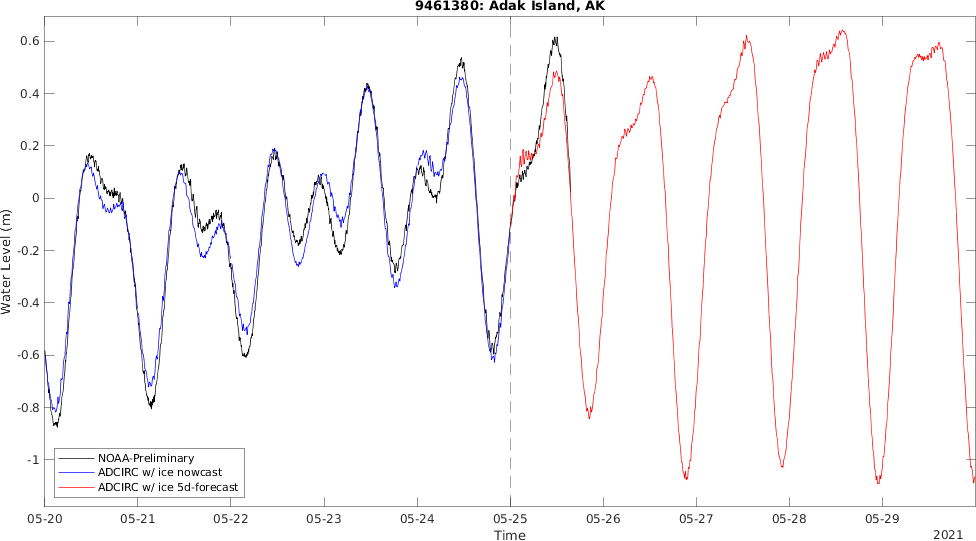 9461380: Adak Island, AK
0.6
0.4
0.2
0
-0.2
-0.4
-0.6
-0.8
-1
Water Level (m)
NOAA-Preliminary
ADCIRC w/ ice nowcast
ADCIRC w/ ice 5d-forecast
05-20 05-21 05-22 05-23 05-24 05-25 05-26 05-27 05-28 05-29
Time
2021